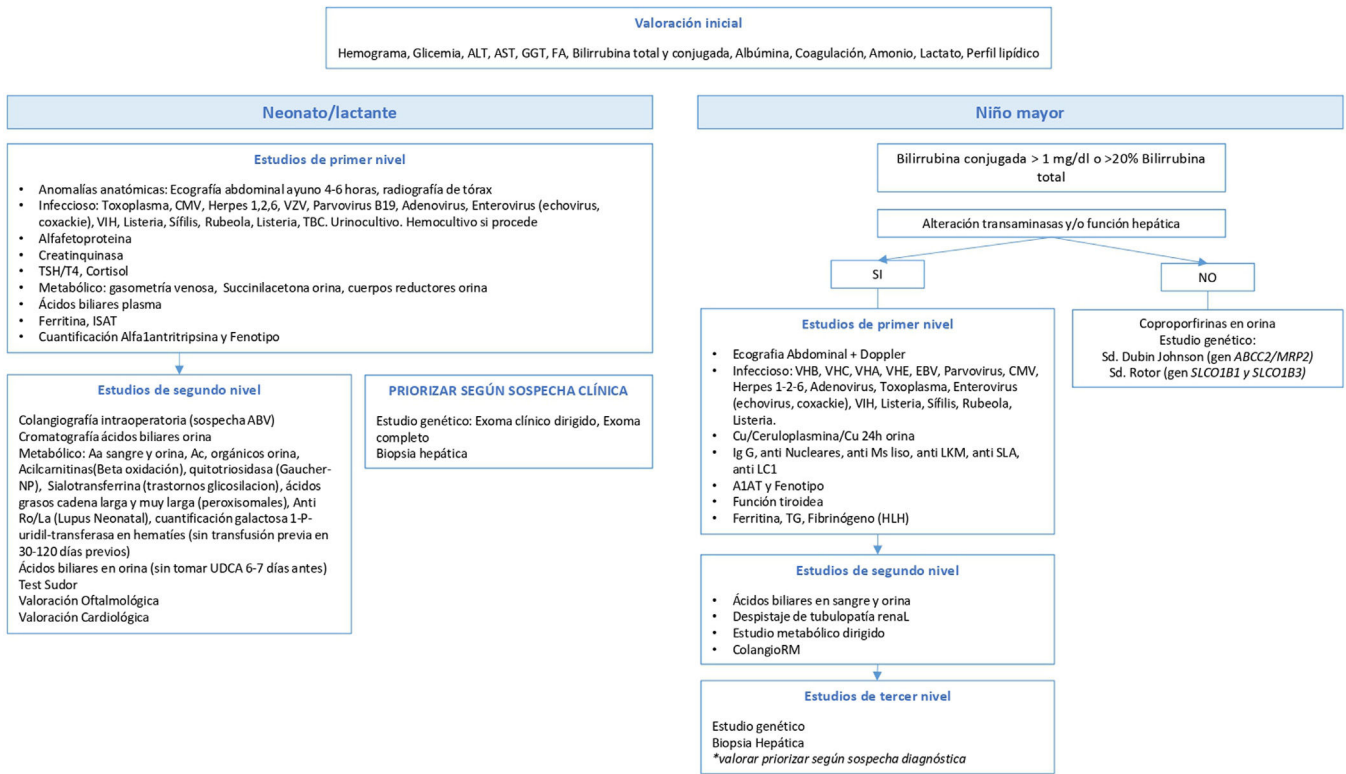 Valoración inicial
Hemograma, Glicemia, ALT, AST, GGT, FA, Bilirrubina total y conjugada, Albúmina, Coagulación, Amonio, Lactato, Perfil lipídico
Neonato/lactante
Estudios de primer nivel
• Anomalías anatómicas: Ecografía abdominal ayuno 4-6 horas, radiografía de tórax
• Infeccioso: Toxoplasma, CMV, Herpes 1,2,6, VZV, Parvovirus B19, Adenovirus, Enterovirus (echovirus,
coxackie), VIH, Listeria, Sífilis, Rubeola, Listeria, TBC. Urinocultivo. Hemocultivo si procede
• Alfafetoproteina
• Creatinquinasa
• TSH/T4, Cortisol
• Metabólico: gasometría venosa, Succinilacetona orina, cuerpos reductores orina
• Ácidos biliares plasma
• Ferritina, ISAT
• Cuantificación Alfa1antritripsina y Fenotipo
Estudios de segundo nivel
Colangiografía intraoperatoria (sospecha ABV)
Cromatografía ácidos biliares orina
Metabólico: Aa sangre y orina, Ac, orgánicos orina,
Acilcarnitinas(Beta oxidación), quitotriosidasa (Gaucher-
NP), Sialotransferrina (trastornos glicosilacion), ácidos
grasos cadena larga y muy larga (peroxisomales), Anti
Ro/La (Lupus Neonatal), cuantificación galactosa 1-P-
uridil-transferasa en hematíes (sin transfusión previa en
30-120 días previos)
Ácidos biliares en orina (sin tomar UDCA 6-7 días antes)
Test Sudor
Valoración Oftalmológica
Valoración Cardiológica
PRIORIZAR SEGÚN SOSPECHA CLÍNICA
Estudio genético: Exoma clínico dirigido, Exoma
completo
Biopsia hepática
Niño mayor
Bilirrubina conjugada > 1 mg/dl o >20% Bilirrubina
total
Alteración transaminasas y/o función hepática
SI
NO
Estudios de primer nivel
• Ecografia Abdominal + Doppler
• Infeccioso: VHB, VHC, VHA, VHE, EBV, Parvovirus, CMV,
Herpes 1-2-6, Adenovirus, Toxoplasma, Enterovirus
(echovirus, coxackie), VIH, Listeria, Sífilis, Rubeola,
Listeria.
• Cu/Ceruloplasmina/Cu 24h orina
• Ig G, anti Nucleares, anti Ms liso, anti LKM, anti SLA,
anti LC1
• A1AT y Fenotipo
• Función tiroidea
• Ferritina, TG, Fibrinógeno (HLH)
Coproporfirinas en orina
Estudio genético:
Sd. Dubin Johnson (gen ABCC2/MRP2)
Sd. Rotor (gen SLCO1B1 y SLCO1B3)
Estudios de segundo nivel
• Ácidos biliares en sangre y orina
• Despistaje de tubulopatía renaL
• Estudio metabólico dirigido
• ColangioRM
Estudios de tercer nivel
Estudio genético
Biopsia Hepática
*valorar priorizar según sospecha diagnóstica